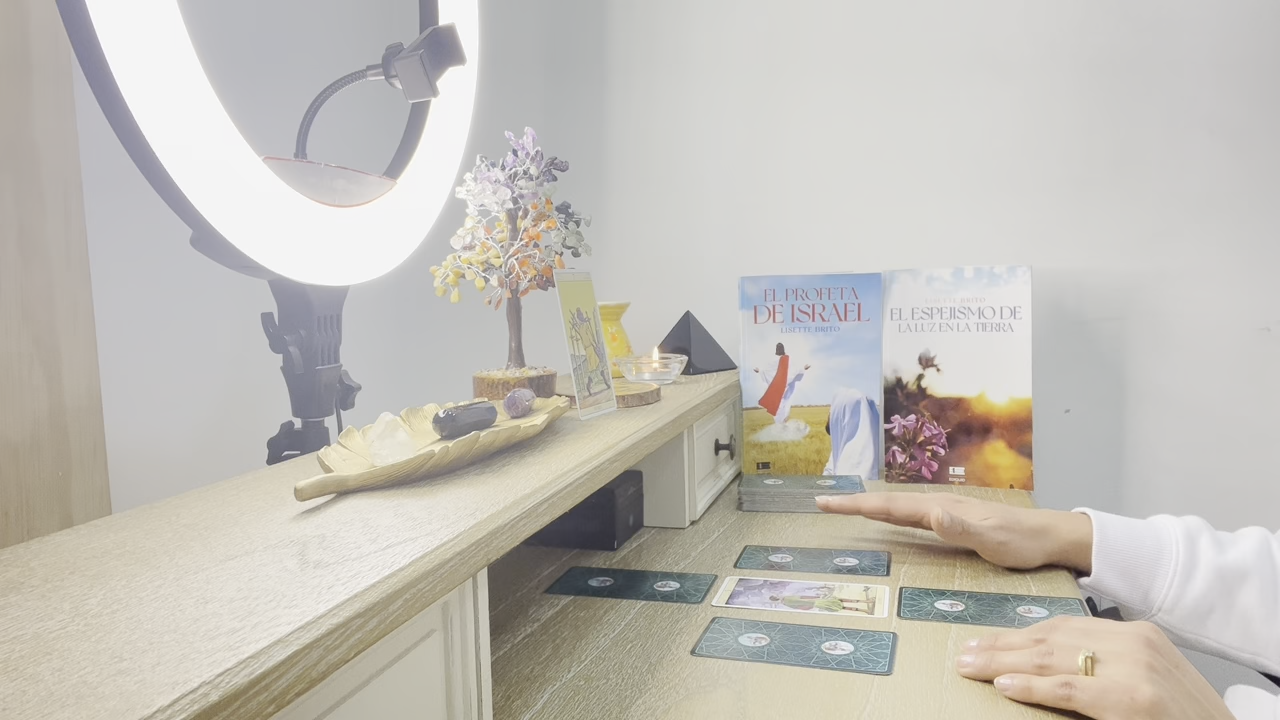 EL PROFETA
DE ISRAEL
LISETTE BRITO
LISETTE BRITO
EL ESPEJISMO DE
LA LUZ EN LA TIERRA